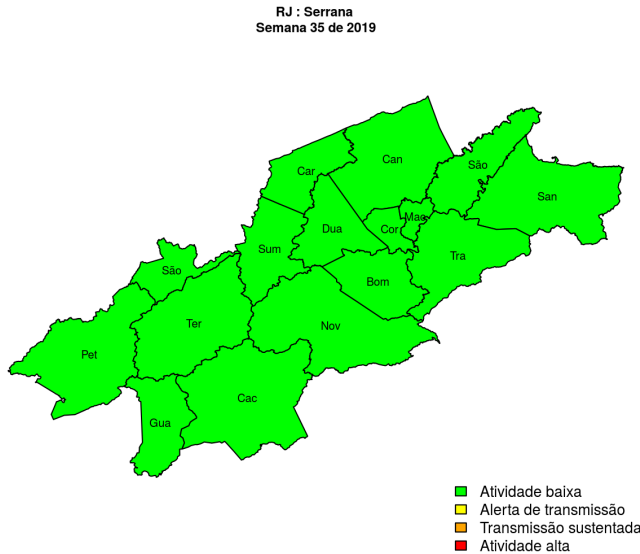 RJ : Serrana
Semana 35 de 2019
Can
São
Car
San
Mac
Dua
Cor
Sum
Tra
São
Bom
Ter
Nov
Pet
Cac
Gua
Atividade baixa
Alerta de transmissão
Transmissão sustentada
Atividade alta